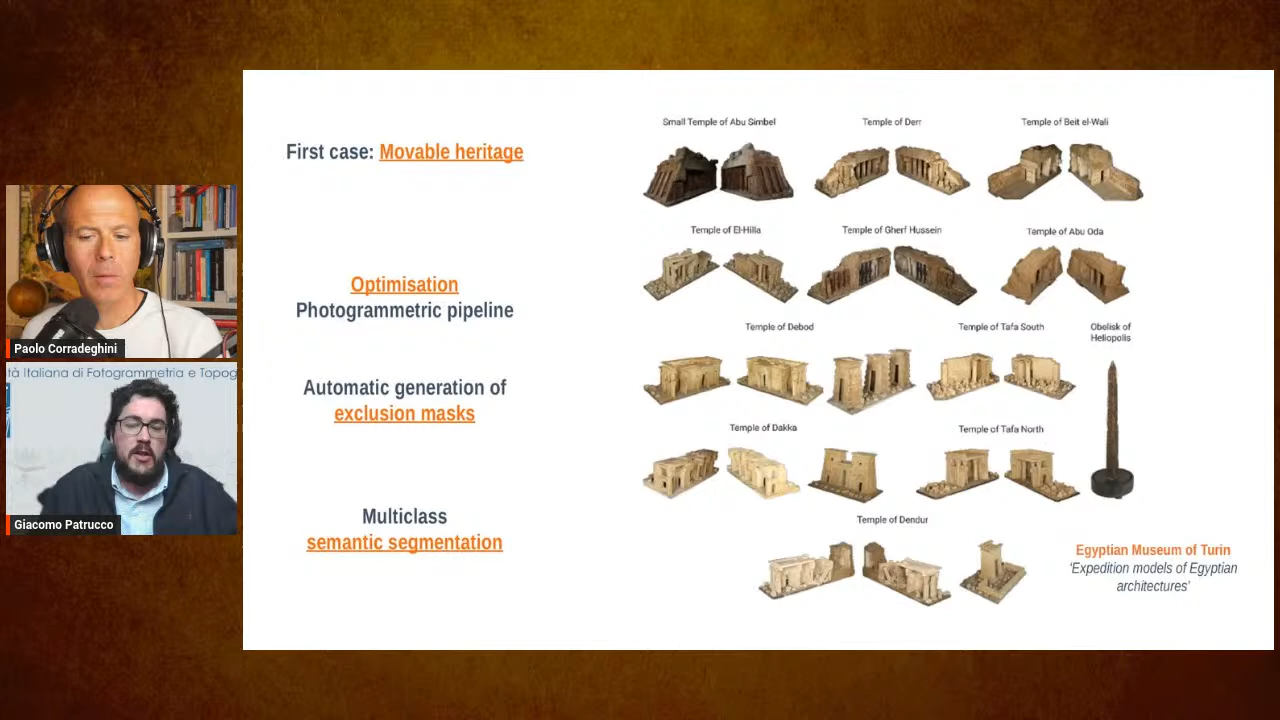 First case: Movable heritage
Optimisation
Photogrammetric pipeline
Automatic generation of
exclusion masks
Multiclass
semantic segmentation
Small Temple of Abu Simbel
Temple of Derr
Temple of Beit el-Wali
Temple of El-Hilla
Temple of Gherf Hussein
Temple of Abu Oda
Temple of Debod
Temple of Tafa South
Obelisk of
Heliopolis
Temple of Dakka
Temple of Tafa North
Temple of Dendur
Egyptian Museum of Turin
‘Expedition models of Egyptian
architectures’
Paolo Corradeghini
tà Italiana di Fotogrammetria e Topog
Giacomo Patrucco